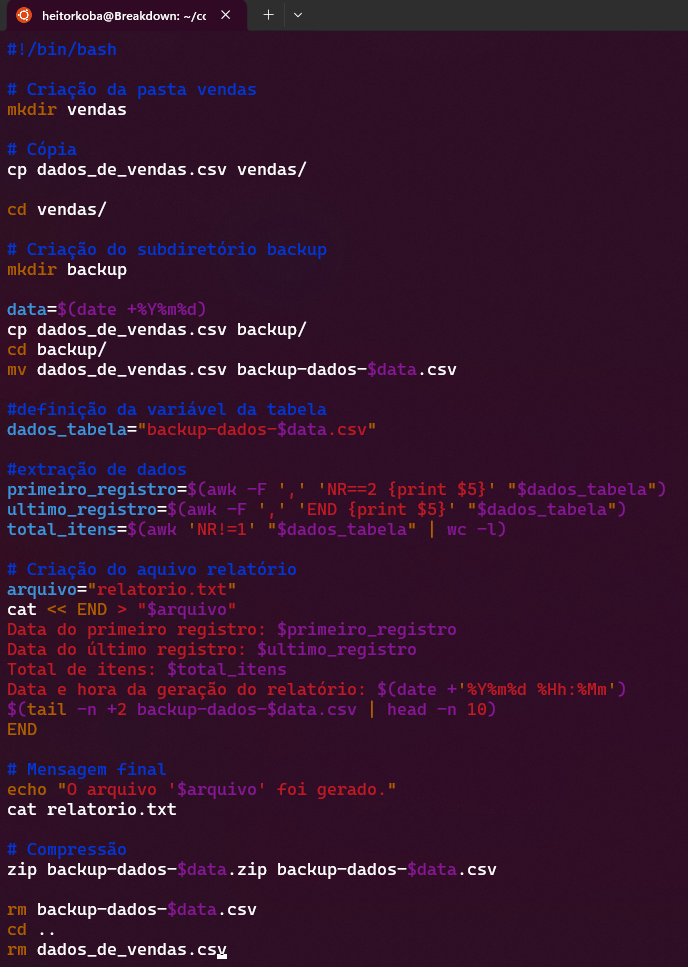 heitorkoba@Breakdown: ~/cc
#!/bin/bash
# Criação da pasta vendas
mkdir vendas
# Cópia
cp dados_de_vendas.csv vendas/
cd vendas/
# Criação do subdiretório backup
mkdir backup
data=$(date +%Y%m%d)
cp dados_de_vendas.csv backup/
cd backup/
mv dados_de_vendas.csv backup-dados-$data.csv
#definição da variável da tabela
dados_tabela="backup-dados-$data.csv"
#extração de dados
primeiro_registro=$(awk -F ',' 'NR==2 {print $5}' "$dados_tabela")
ultimo_registro=$(awk -F ',' 'END {print $5}' "$dados_tabela")
total_itens=$(awk 'NR!=1' "$dados_tabela" | wc -l)
# Criação do aquivo relatório
arquivo="relatorio.txt"
cat << END > "$arquivo"
Data do primeiro registro: $primeiro_registro
Data do último registro: $ultimo_registro
Total de itens: $total_itens
Data e hora da geração do relatório: $(date +'%Y%m%d %Hh:%Mm')
$(tail -n +2 backup-dados-$data.csv | head -n 10)
END
# Mensagem final
echo "O arquivo '$arquivo' foi gerado."
cat relatorio.txt
# Compressão
zip backup-dados-$data.zip backup-dados-$data.csv
rm backup-dados-$data.csv
cd ..
rm dados_de_vendas.csv